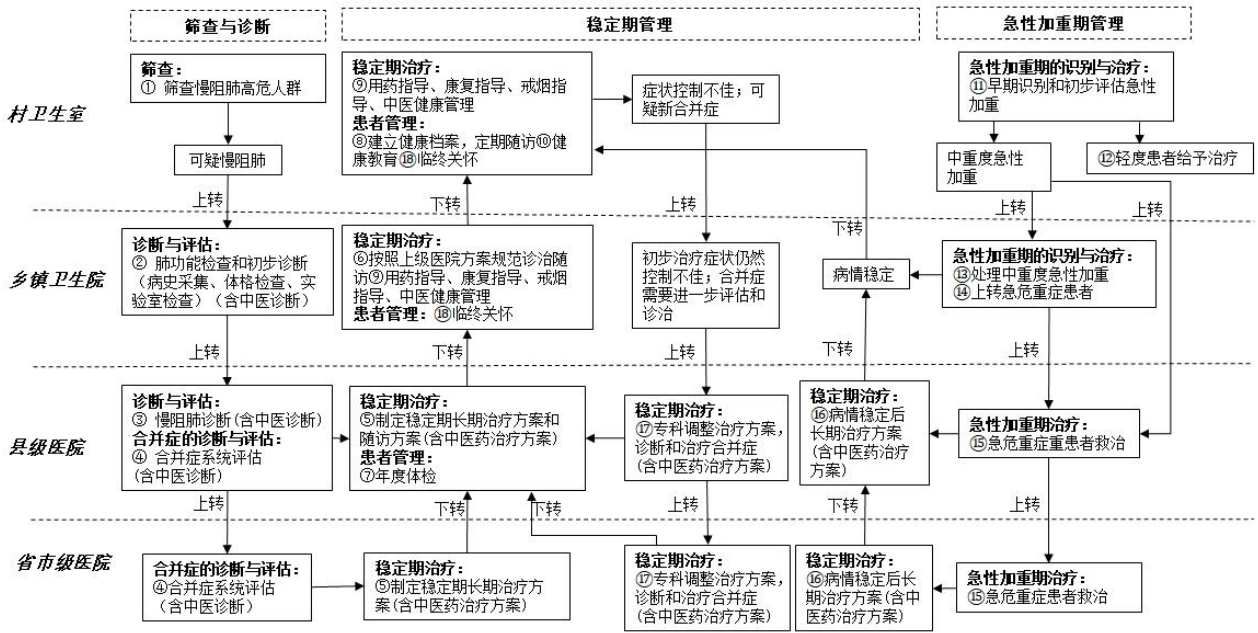 筛查与诊断
稳定期管理
急性加重期管理
村卫生室
筛查：
① 筛查慢阻肺高危人群
可疑慢阻肺
稳定期治疗：
⑨用药指导、康复指导、戒烟指
导、中医健康管理
患者管理：
⑧建立健康档案，定期随访⑩健
康教育⑱临终关怀
症状控制不佳；可
疑新合并症
急性加重期的识别与治疗：
⑪早期识别和初步评估急性
加重
中重度急性
加重
⑫轻度患者给予治疗
上转
下转
上转
下转
上转
上转
乡镇卫生院
诊断与评估：
② 肺功能检查和初步诊断
（病史采集、体格检查、实
验室检查）（含中医诊断）
稳定期治疗：
⑥按照上级医院方案规范诊治随
访⑨用药指导、康复指导、戒烟
指导、中医健康管理
患者管理：⑱临终关怀
初步治疗症状仍然
控制不佳；合并症
需要进一步评估和
诊治
病情稳定
急性加重期的识别与治疗：
⑬处理中重度急性加重
⑭上转急危重症患者
上转
下转
上转
下转
上转
县级医院
诊断与评估：
③ 慢阻肺诊断(含中医诊断)
合并症的诊断与评估：
④ 合并症系统评估
(含中医诊断)
稳定期治疗：
⑤制定稳定期长期治疗方案和
随访方案(含中医药治疗方案)
患者管理：
⑦年度体检
稳定期治疗：
⑰专科调整治疗方案，
诊断和治疗合并症
(含中医药治疗方案)
稳定期治疗：
⑯病情稳定后
长期治疗方案
(含中医药治疗
方案)
急性加重期治疗：
⑮急危重症重患者救治
上转
下转
下转
上转
下转
上转
省市级医院
合并症的诊断与评估：
④合并症系统评估
（含中医诊断）
稳定期治疗：
⑤制定稳定期长期治疗方
案(含中医药治疗方案)
稳定期治疗：
⑰专科调整治疗方案，
诊断和治疗合并症
(含中医药治疗方案)
稳定期治疗：
⑯病情稳定后长
期治疗方案(含中
医药治疗方案)
急性加重期治疗：
⑮急危重症患者救治